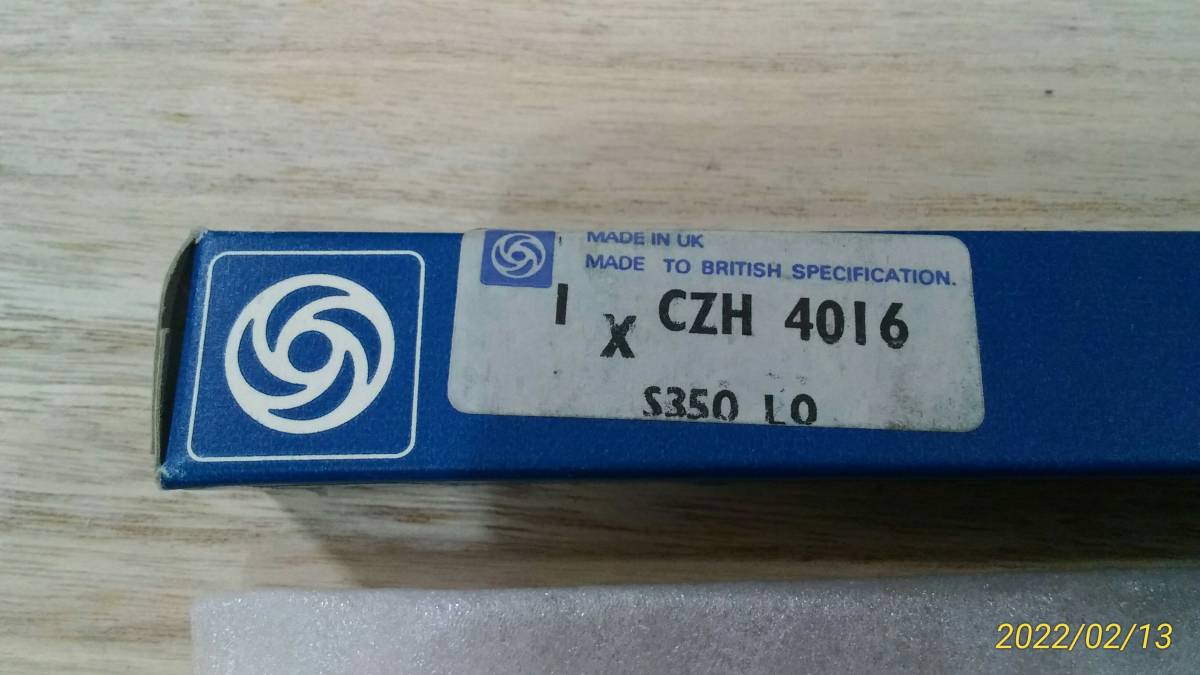 MADE IN UK
MADE TO BRITISH SPECIFICATION.
1 X CZH 4016
S350 LO
2022/02/13